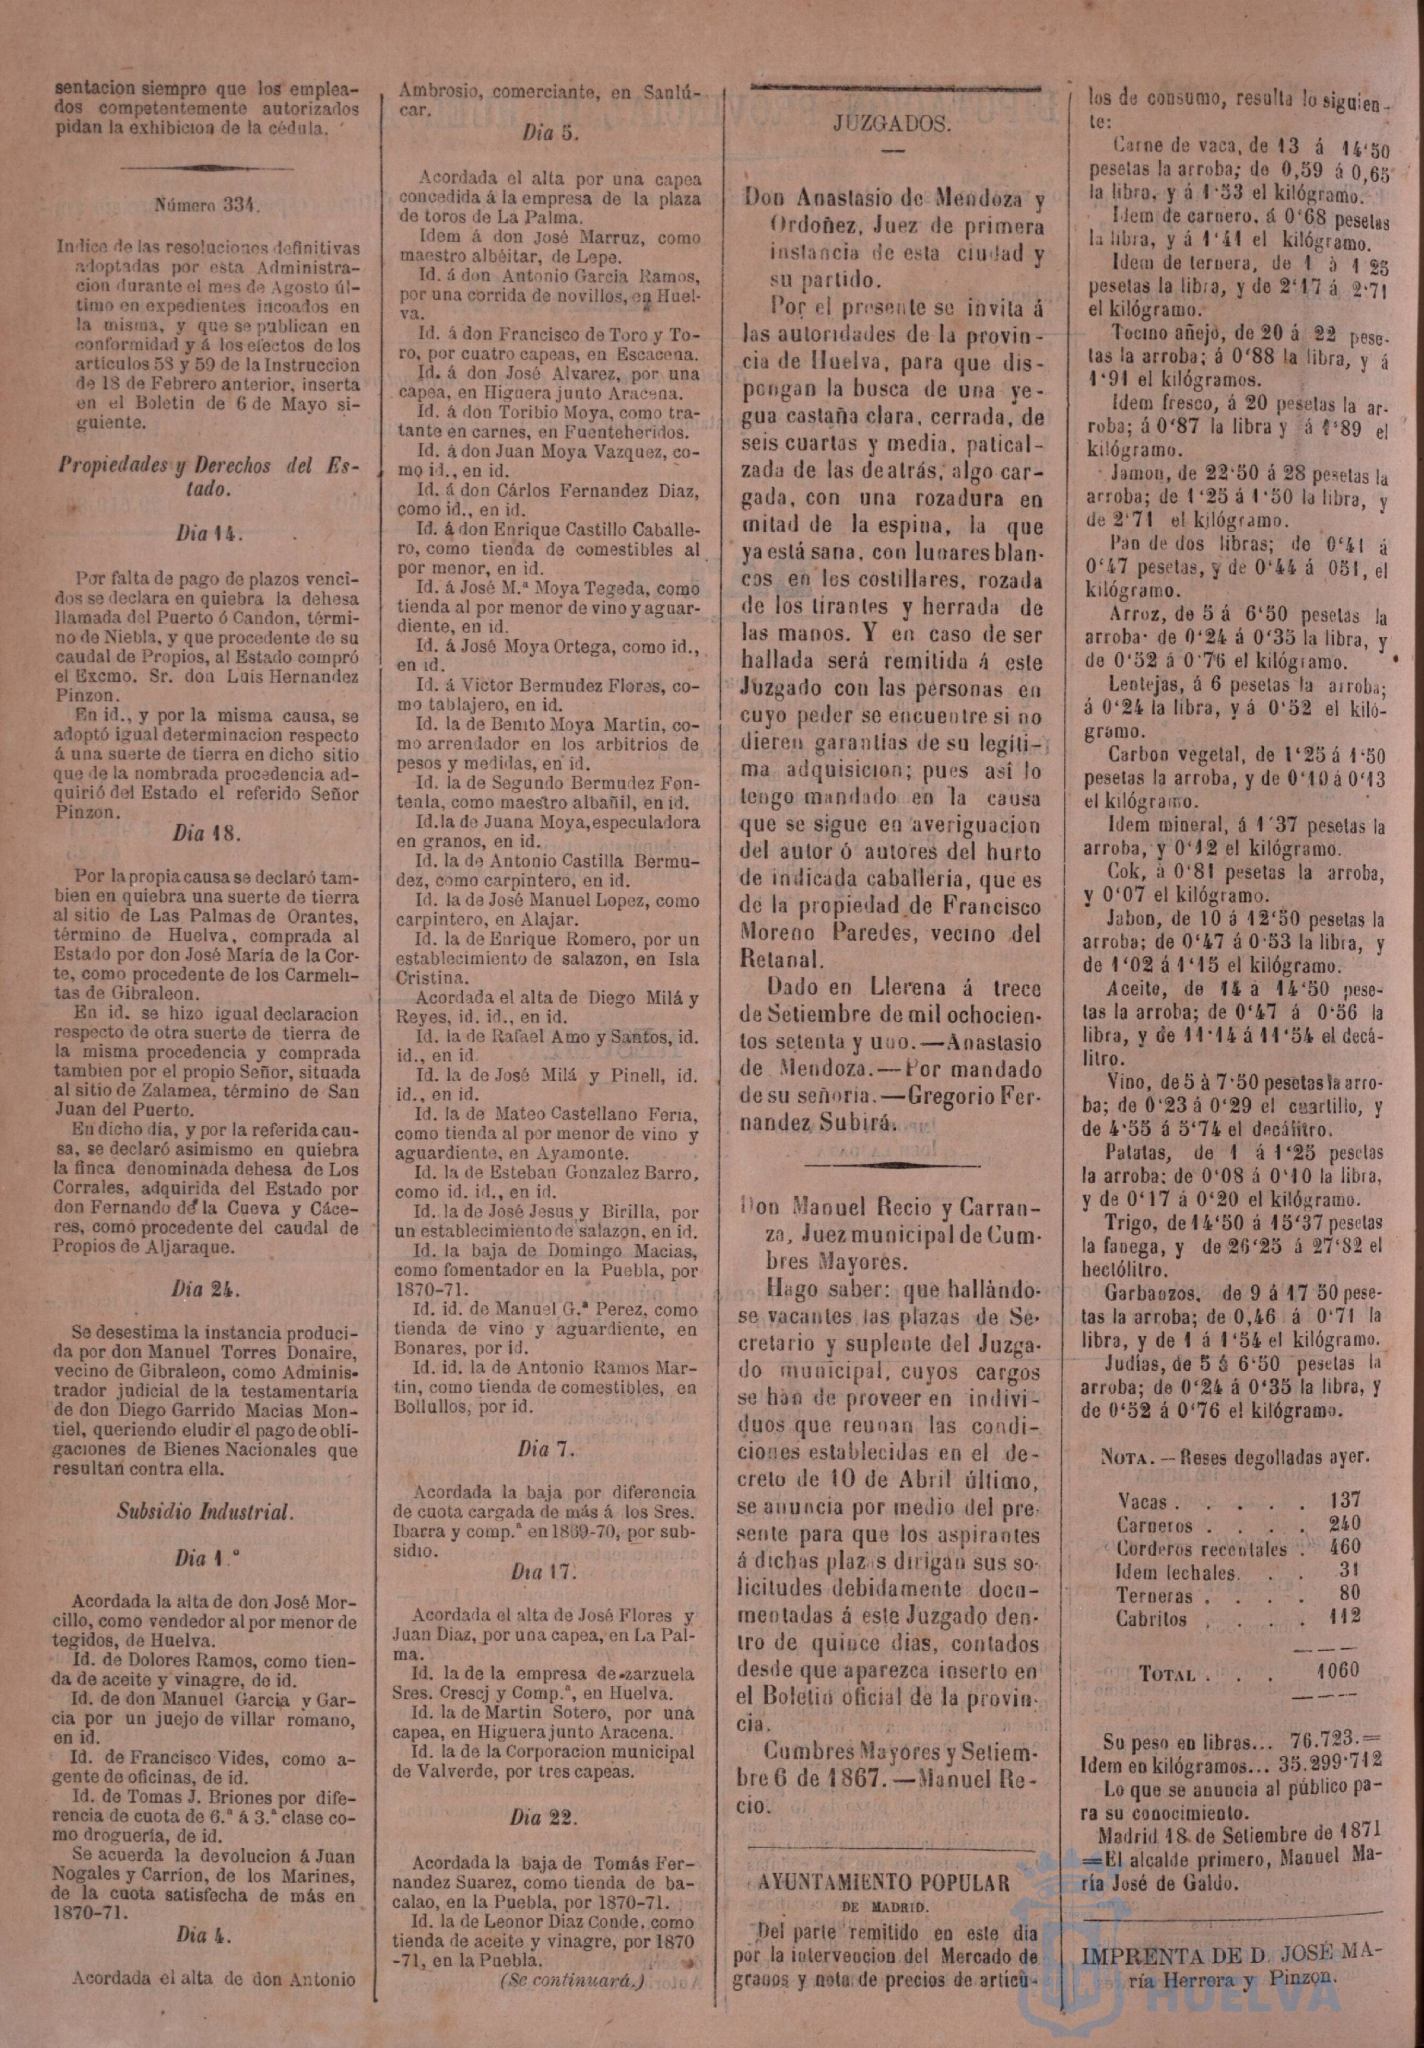 sentacion siempre que los emplea-
dos competentemente autorizados
pidan la exhibicion de la cédula.
Número 334.
Indice de las resoluciones definitivas
adoptadas por esta Administra-
cion durante el mes de Agosto úl-
timo en expedientes incoados en
la misma, y que se publican en
conformidad y á los efectos de los
artículos 58 y 59 de la Instruccion
de 18 de Febrero anterior, inserta
en el Boletin de 6 de Mayo si-
guiente.
Propiedades y Derechos del Es-
tado.
Dia 14.
Por falta de pago de plazos venci-
dos se declara en quiebra la dehesa
llamada del Puerto ó Candon, térmi-
no de Niebla, y que procedente de su
caudal de Propios, al Estado compró
el Excmo. Sr. don Luis Hernandez
Pinzon.
En id., y por la misma causa, se
adoptó igual determinacion respecto
á una suerte de tierra en dicho sitio
que de la nombrada procedencia ad-
quirió del Estado el referido Señor
Pinzon.
Dia 18.
Por la propia causa se declaró tam-
bien en quiebra una suerte de tierra
al sitio de Las Palmas de Orantes,
término de Huelva, comprada al
Estado por don José María de la Cor-
te, como procedente de los Carmeli-
tas de Gibraleon.
En id. se hizo igual declaracion
respecto de otra suerte de tierra de
la misma procedencia y comprada
tambien por el propio Señor, situada
al sitio de Zalamea, término de San
Juan del Puerto.
En dicho dia, y por la referida cau-
sa, se declaró asimismo en quiebra
la finca denominada dehesa de Los
Corrales, adquirida del Estado por
don Fernando de la Cueva y Cáce-
res, como procedente del caudal de
Propios de Aljaraque.
Dia 24.
Se desestima la instancia produci-
da por don Manuel Torres Donaire,
vecino de Gibraleon, como Adminis-
trador judicial de la testamentaría
de don Diego Garrido Macias Mon-
tiel, queriendo eludir el pago de obli-
gaciones de Bienes Nacionales que
resultan contra ella.
Subsidio Industrial.
Dia 1.º
Acordada la alta de don José Mor-
cillo, como vendedor al por menor de
tegidos, de Huelva.
Id. de Dolores Ramos, como tien-
da de aceite y vinagre, de id.
Id. de don Manuel Garcia y Gar-
cia por un juejo de villar romano,
en id.
Id. de Francisco Vides, como a-
gente de oficinas, de id.
Id. de Tomas J. Briones por dife-
rencia de cuota de 6.ª á 3.ª clase co-
mo droguería, de id.
Se acuerda la devolucion á Juan
Nogales y Carrion, de los Marines,
de la cuota satisfecha de más en
1870-71.
Dia 4.
Acordada el alta de don Antonio
Ambrosio, comerciante, en Sanlú-
car.
Dia 5.
Acordada el alta por una capea
concedida á la empresa de la plaza
de toros de La Palma.
Idem á don José Marruz, como
maestro albéitar, de Lepe.
Id. á don Antonio Garcia Ramos,
por una corrida de novillos, en Huel-
va.
Id. á don Francisco de Toro y To-
ro, por cuatro capeas, en Escacena.
Id. á don José Alvarez, por una
capea, en Higuera junto Aracena.
Id. á don Toribio Moya, como tra-
tante en carnes, en Fuenteheridos.
Id. á don Juan Moya Vazquez, co-
mo id., en id.
Id. á don Cárlos Fernandez Diaz,
como id., en id.
Id. á don Enrique Castillo Caballe-
ro, como tienda de comestibles al
por menor, en id.
Id. á José M.ª Moya Tegeda, como
tienda al por menor de vino y aguar-
diente, en id.
Id. á José Moya Ortega, como id.,
en id.
Id. á Victor Bermudez Flores, co-
mo tablajero, en id.
Id. la de Benito Moya Martin, co-
mo arrendador en los arbitrios de
pesos y medidas, en id.
Id. la de Segundo Bermudez Fon-
tenla, como maestro albañil, en id.
Id. la de Juana Moya, especuladora
en granos, en id.
Id. la de Antonio Castilla Bermu-
dez, como carpintero, en id.
Id. la de José Manuel Lopez, como
carpintero, en Alajar.
Id. la de Enrique Romero, por un
establecimiento de salazon, en Isla
Cristina.
Acordada el alta de Diego Milá y
Reyes, id. id., en id.
Id. la de Rafael Amo y Santos, id.
id., en id.
Id. la de José Milá y Pinell, id.
id., en id.
Id. la de Mateo Castellano Feria,
como tienda al por menor de vino y
aguardiente, en Ayamonte.
Id. la de Esteban Gonzalez Barro,
como id. id., en id.
Id. la de José Jesus y Birilla, por
un establecimiento de salazon, en id.
Id. la baja de Domingo Macias,
como fomentador en la Puebla, por
1870-71.
Id. id. de Manuel G.ª Perez, como
tienda de vino y aguardiente, en
Bonares, por id.
Id. id. la de Antonio Ramos Mar-
tin, como tienda de comestibles, en
Bollullos, por id.
Dia 7.
Acordada la baja por diferencia
de cuota cargada de más á los Sres.
Ibarra y comp.ª en 1869-70, por sub-
sidio.
Dia 17.
Acordada el alta de José Flores y
Juan Diaz, por una capea, en La Pal-
ma.
Id. la de la empresa de zarzuela
Sres. Crescj y Comp.ª, en Huelva.
Id. la de Martin Sotero, por una
capea, en Higuera junto Aracena.
Id. la de la Corporacion municipal
de Valverde, por tres capeas.
Dia 22.
Acordada la baja de Tomás Fer-
nandez Suarez, como tienda de ba-
calao, en la Puebla, por 1870-71.
Id. la de Leonor Diaz Conde, como
tienda de aceite y vinagre, por 1870
-71, en la Puebla.
(Se continuará.)
JUZGADOS.
Don Anastasio de Mendoza y
Ordoñez, Juez de primera
instancia de esta ciudad y
su partido.
Por el presente se invita á
las autoridades de la provin-
cia de Huelva, para que dis-
pongan la busca de una ye-
gua castaña clara, cerrada, de
seis cuartas y media, patical-
zada de las de atrás, algo car-
gada, con una rozadura en
mitad de la espina, la que
ya está sana, con lunares blan-
cos en los costillares, rozada
de los tirantes y herrada de
las manos. Y en caso de ser
hallada será remitida á este
Juzgado con las personas en
cuyo peder se encuentre si no
dieren garantías de su legíti-
ma adquisicion; pues así lo
tengo mandado en la causa
que se sigue en averiguacion
del autor ó autores del hurto
de indicada caballeria, que es
de la propiedad de Francisco
Moreno Paredes, vecino del
Retanal.
Dado en Llerena á trece
de Setiembre de mil ochocien-
tos setenta y uno.—Anastasio
de Mendoza.—Por mandado
de su señoria.—Gregorio Fer-
nandez Subirá.
Don Manuel Recio y Carran-
za, Juez municipal de Cum-
bres Mayores.
Hago saber: que hallàndo-
se vacantes las plazas de Se-
cretario y suplente del Juzga-
do municipal, cuyos cargos
se han de proveer en indivi-
duos que reunan las condi-
ciones establecidas en el de-
creto de 10 de Abril último,
se anuncia por medio del pre-
sente para que los aspirantes
á dichas plazas dirigan sus so-
licitudes debidamente docu-
mentadas á este Juzgado den-
tro de quince dias, contados
desde que aparezca inserto en
el Boletin oficial de la provin-
cia.
Cumbres Mayores y Setiem-
bre 6 de 1867.—Manuel Re-
cio.
AYUNTAMIENTO POPULAR
DE MADRID.
Del parte remitido en este dia
por la intervencion del Mercado de
granos y nota de precios de artícu-
los de consumo, resulta lo siguien-
te:
Carne de vaca, de 13 á 14'50
pesetas la arroba; de 0,59 á 0,65
la libra, y á 1'53 el kilógramo.
Idem de carnero, á 0'68 pesetas
la libra, y á 1'41 el kilógramo.
Idem de ternera, de 1 à 1 25
pesetas la libra, y de 2'17 á 2'71
el kilógramo.
Tocino añejo, de 20 á 22 pese-
tas la arroba; á 0'88 la libra, y á
1'91 el kilógramos.
Idem fresco, á 20 pesetas la ar-
roba; á 0'87 la libra y á 1'89 el
kilógramo.
Jamon, de 22'50 á 28 pesetas la
arroba; de 1'25 á 1'50 la libra, y
de 2'71 el kilógramo.
Pan de dos libras; de 0'41 á
0'47 pesetas, y de 0'44 á 051, el
kilógramo.
Arroz, de 5 á 6'50 pesetas la
arroba; de 0'24 á 0'35 la libra, y
de 0'52 á 0'76 el kilógramo.
Lentejas, á 6 pesetas la arroba;
á 0'24 la libra, y á 0'52 el kiló-
gramo.
Carbon vegetal, de 1'25 á 1'50
pesetas la arroba, y de 0'10 á 0'13
el kilógramo.
Idem mineral, á 1'37 pesetas la
arroba, y 0'12 el kilógramo.
Cok, à 0'81 pesetas la arroba,
y 0'07 el kilógramo.
Jabon, de 10 á 12'50 pesetas la
arroba; de 0'47 á 0'53 la libra, y
de 1'02 á 1'15 el kilógramo.
Aceite, de 14 à 14'50 pese-
tas la arroba; de 0'47 á 0'56 la
libra, y de 11'14 á 11'54 el decá-
litro.
Vino, de 5 à 7'50 pesetas la arro-
ba; de 0'23 á 0'29 el cuartillo, y
de 4'55 á 5'74 el decálitro.
Patatas, de 1 á 1'25 pesetas
la arroba; de 0'08 á 0'10 la libra,
y de 0'17 á 0'20 el kilógramo.
Trigo, de 14'50 á 15'37 pesetas
la fanega, y de 26'25 á 27'82 el
hectólitro.
Garbanzos, de 9 á 17 50 pese-
tas la arroba; de 0,46 á 0'71 la
libra, y de 1 á 1'54 el kilógramo.
Judías, de 5 á 6'50 pesetas la
arroba; de 0'24 á 0'35 la libra, y
de 0'52 á 0'76 el kilógramo.
NOTA.—Reses degolladas ayer.
Vacas . . . . . 137
Carneros . . . . 240
Corderos recentales . 460
Idem lechales. . . 31
Terneras . . . . 80
Cabritos . . . . 112
TOTAL . . . 1060
Su peso en libras... 76.723.=
Idem en kilógramos... 35.299'712
Lo que se anuncia al público pa-
ra su conocimiento.
Madrid 18 de Setiembre de 1871
=El alcalde primero, Manuel Ma-
ría José de Galdo.
IMPRENTA DE D. JOSÉ MA-
ría Herrera y Pinzon.
HUELVA